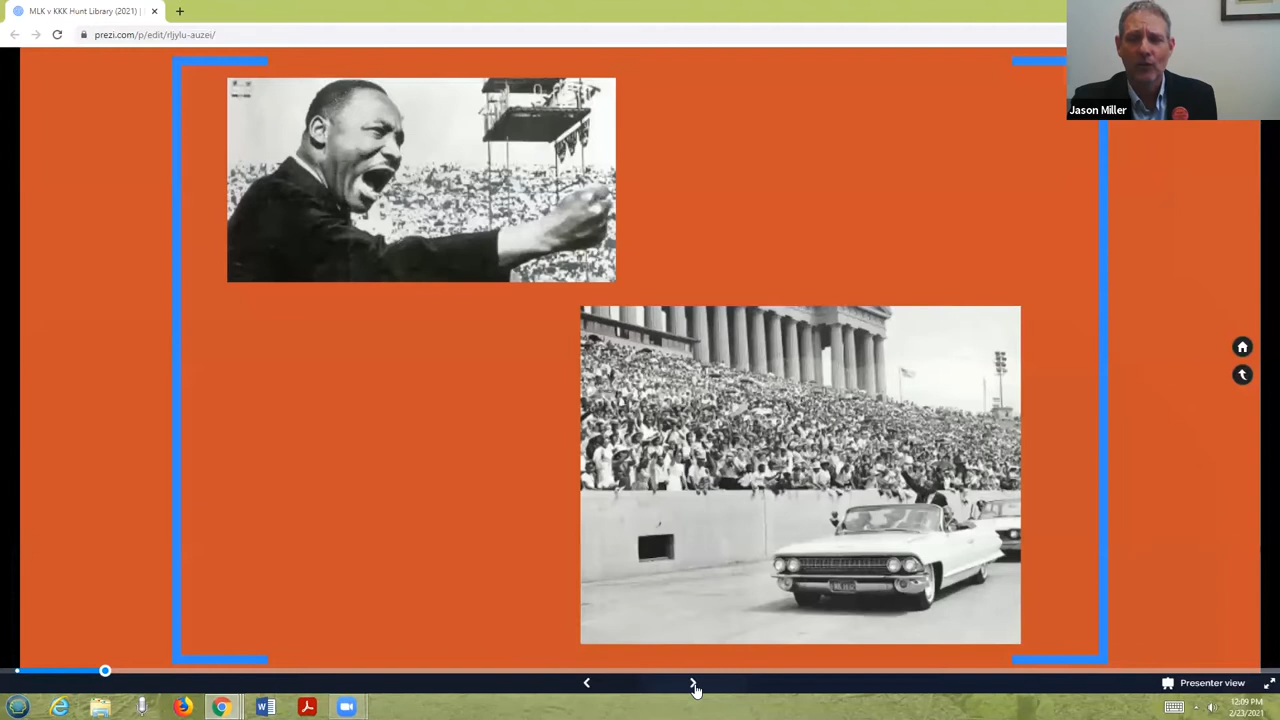 MLK v KKK Hunt Library (2021) |
prezi.com/p/edit/rljylu-auzei/
Jason Miller
Presenter view
12:09 PM
2/23/2021